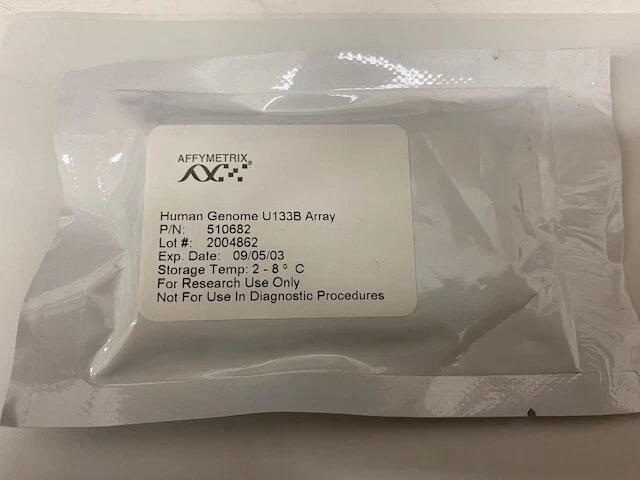 AFFYMETRIX®
Human Genome U133B Array
P/N: 510682
Lot #: 2004862
Exp. Date: 09/05/03
Storage Temp: 2 - 8° C
For Research Use Only
Not For Use In Diagnostic Procedures